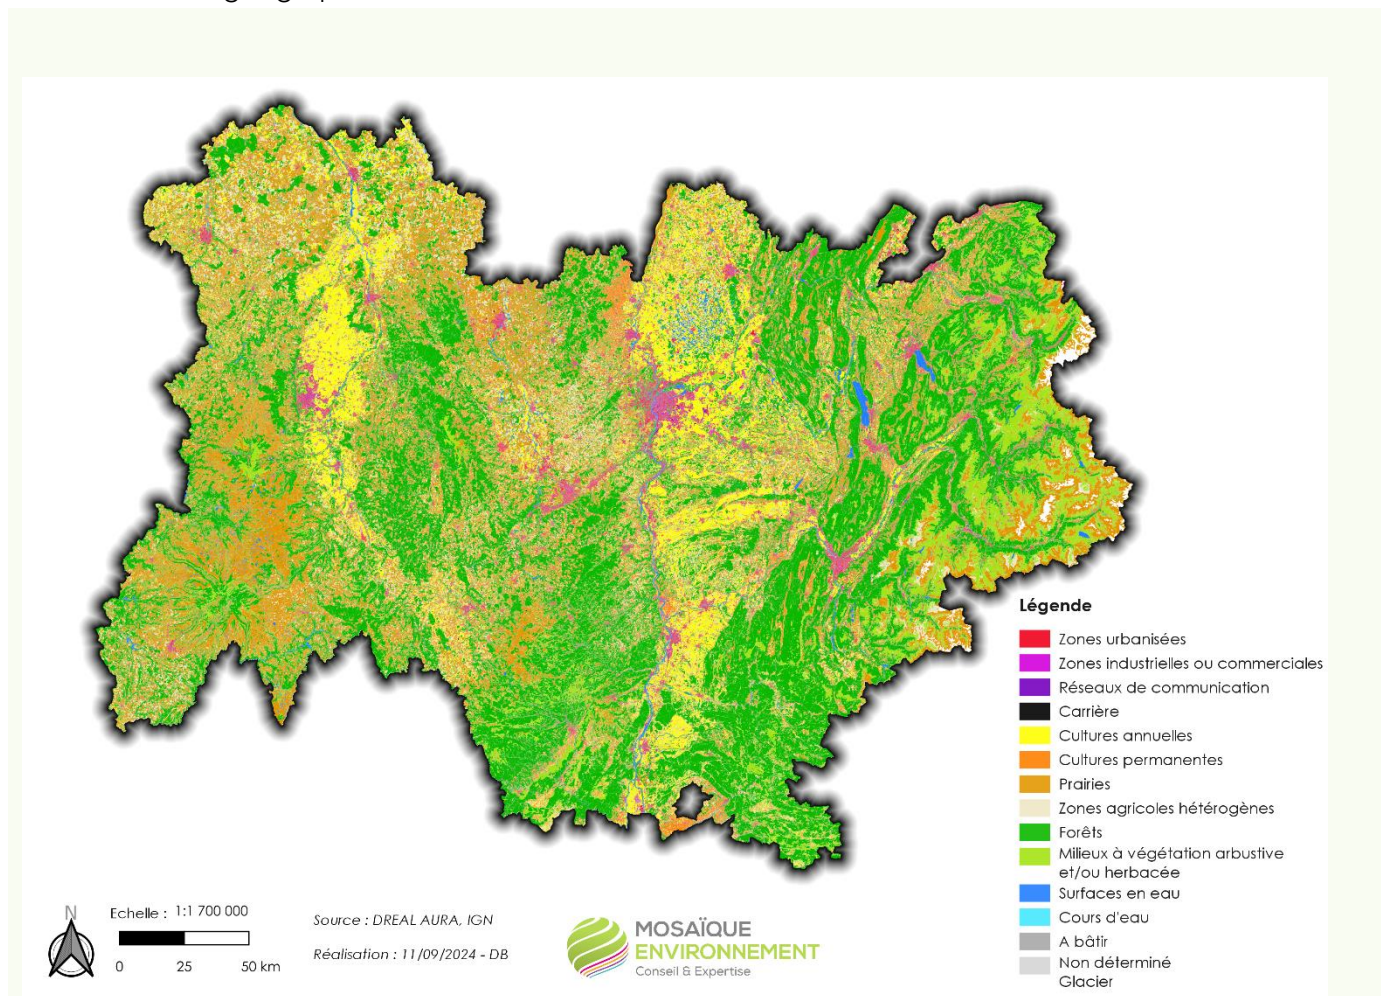 Légende
Zones urbanisées
Zones industrielles ou commerciales
Réseaux de communication
Carrière
Cultures annuelles
Cultures permanentes
Prairies
Zones agricoles hétérogènes
Forêts
Milieux à végétation arbustive
et/ou herbacée
Surfaces en eau
Cours d'eau
A bâtir
Non déterminé
Glacier
N
Echelle : 1:1 700 000
0 25 50 km
Source : DREAL AURA, IGN
Réalisation : 11/09/2024 - DB
MOSAÏQUE
ENVIRONNEMENT
Conseil & Expertise